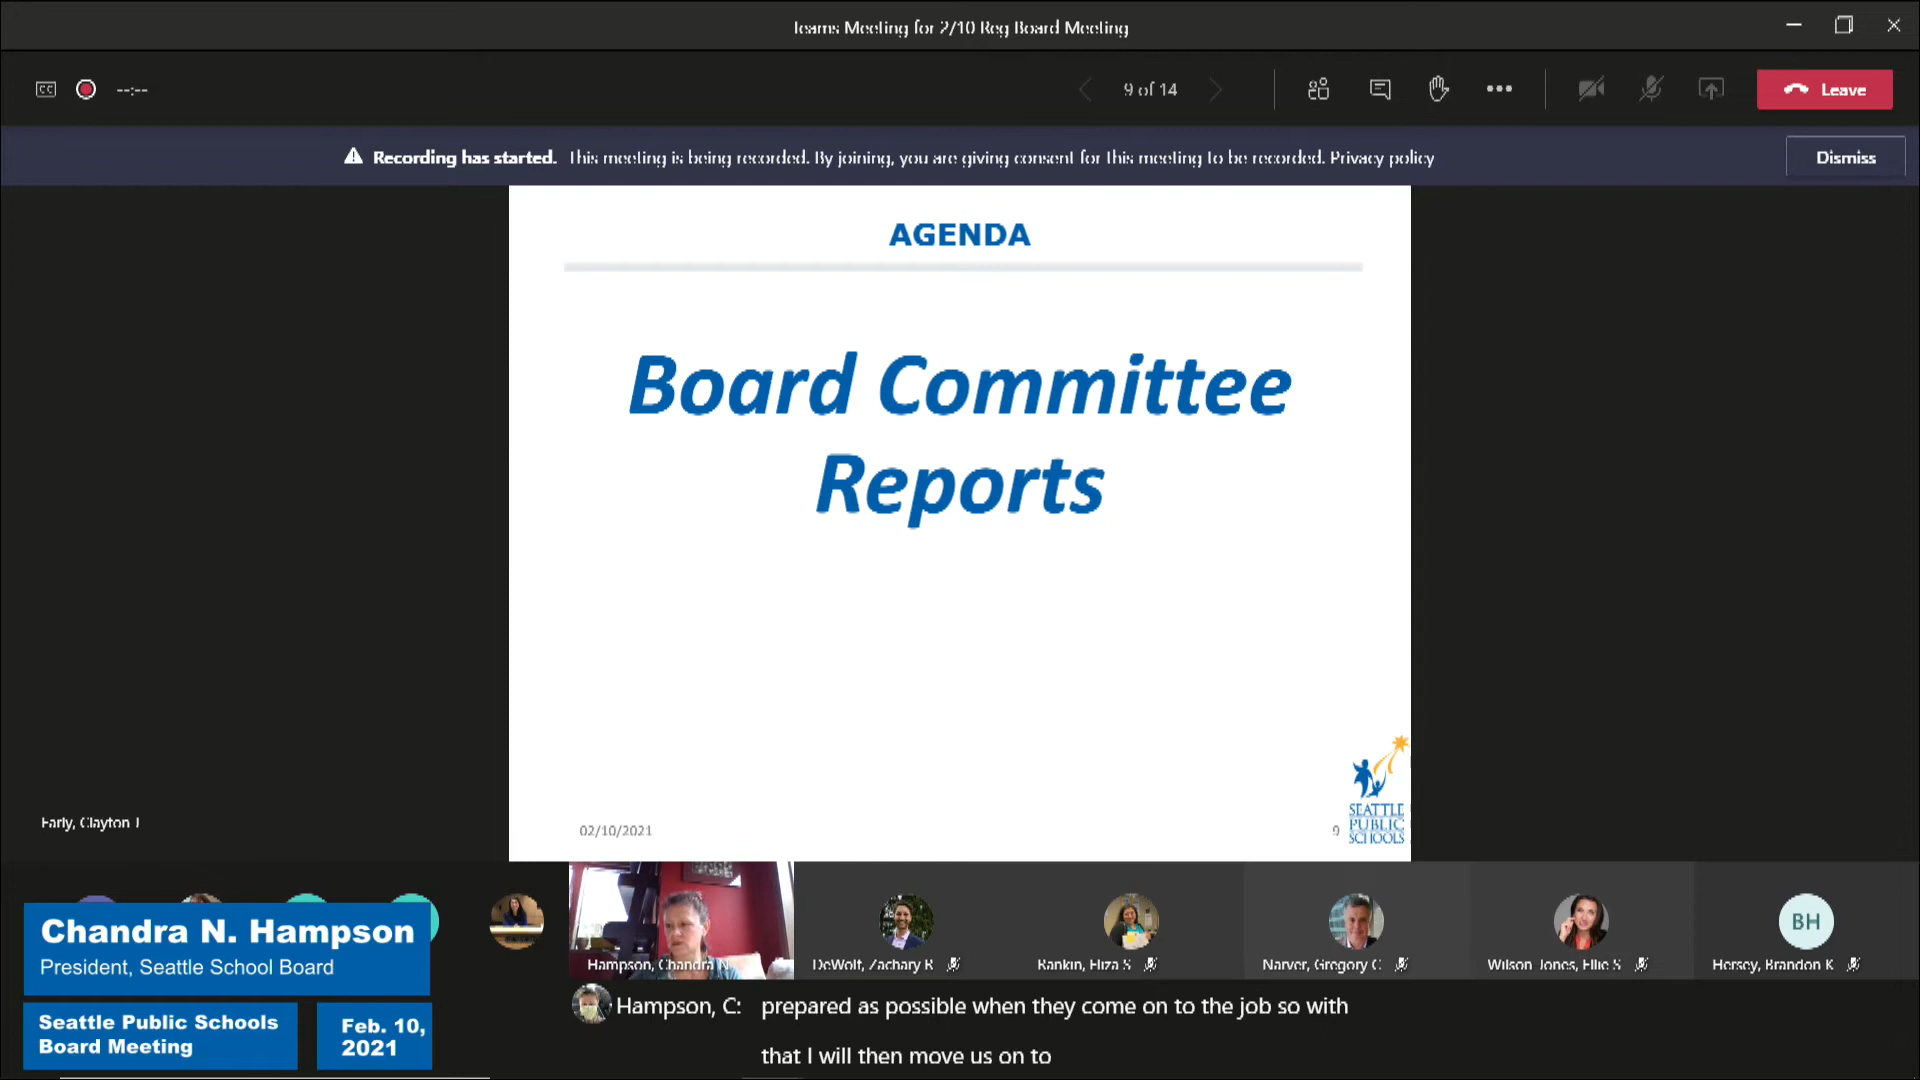 Teams Meeting for 2/10 Reg Board Meeting
CC
--:--
9 of 14
Leave
Recording has started. This meeting is being recorded. By joining, you are giving consent for this meeting to be recorded. Privacy policy
Dismiss
AGENDA
Board Committee
Reports
02/10/2021
9
SEATTLE
PUBLIC
SCHOOLS
Early, Clayton J
Chandra N. Hampson
President, Seattle School Board
Seattle Public Schools
Board Meeting
Feb. 10,
2021
Hampson, Chandra N
DeWolf, Zachary R
Rankin, Eliza S
Narver, Gregory C
Wilson-Jones, Ellie S
BH
Hersey, Brandon K
Hampson, C: prepared as possible when they come on to the job so with
that I will then move us on to